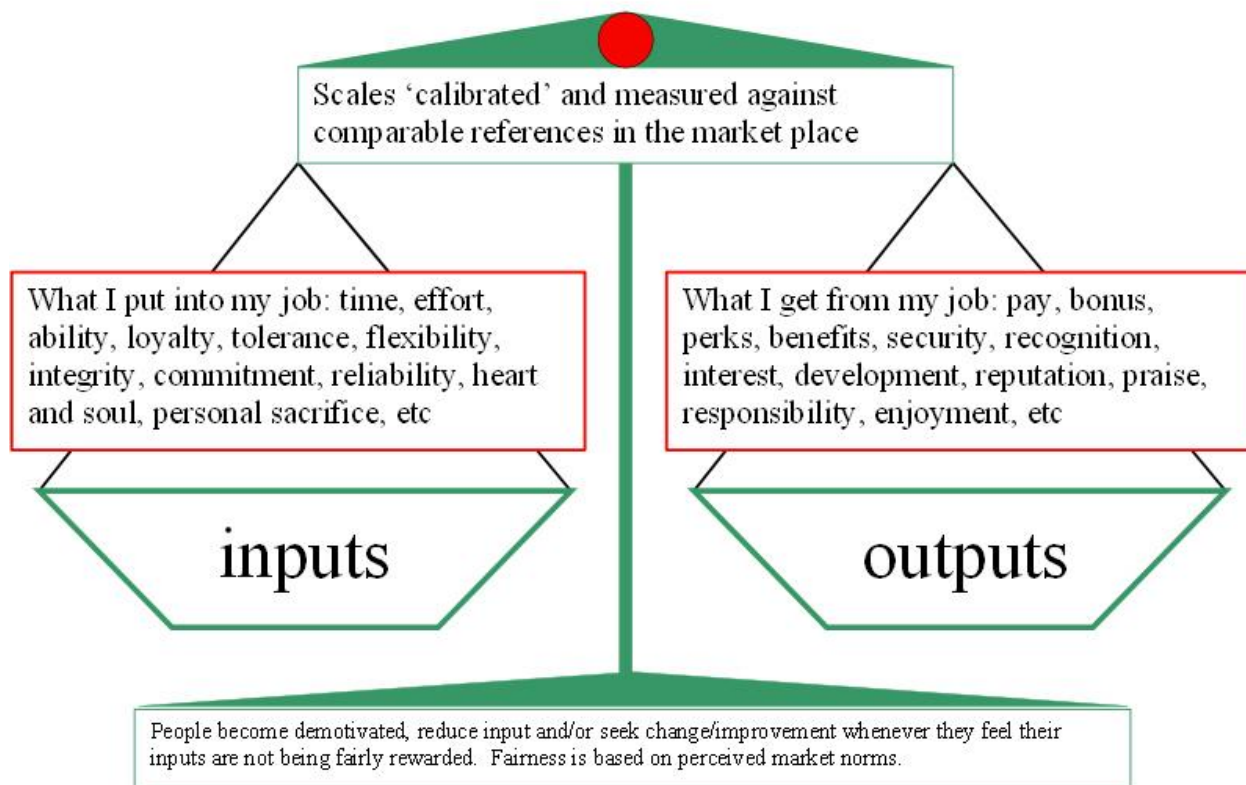 Scales ‘calibrated’ and measured against
comparable references in the market place
What I put into my job: time, effort,
ability, loyalty, tolerance, flexibility,
integrity, commitment, reliability, heart
and soul, personal sacrifice, etc
What I get from my job: pay, bonus,
perks, benefits, security, recognition,
interest, development, reputation, praise,
responsibility, enjoyment, etc
inputs
outputs
People become demotivated, reduce input and/or seek change/improvement whenever they feel their
inputs are not being fairly rewarded.  Fairness is based on perceived market norms.